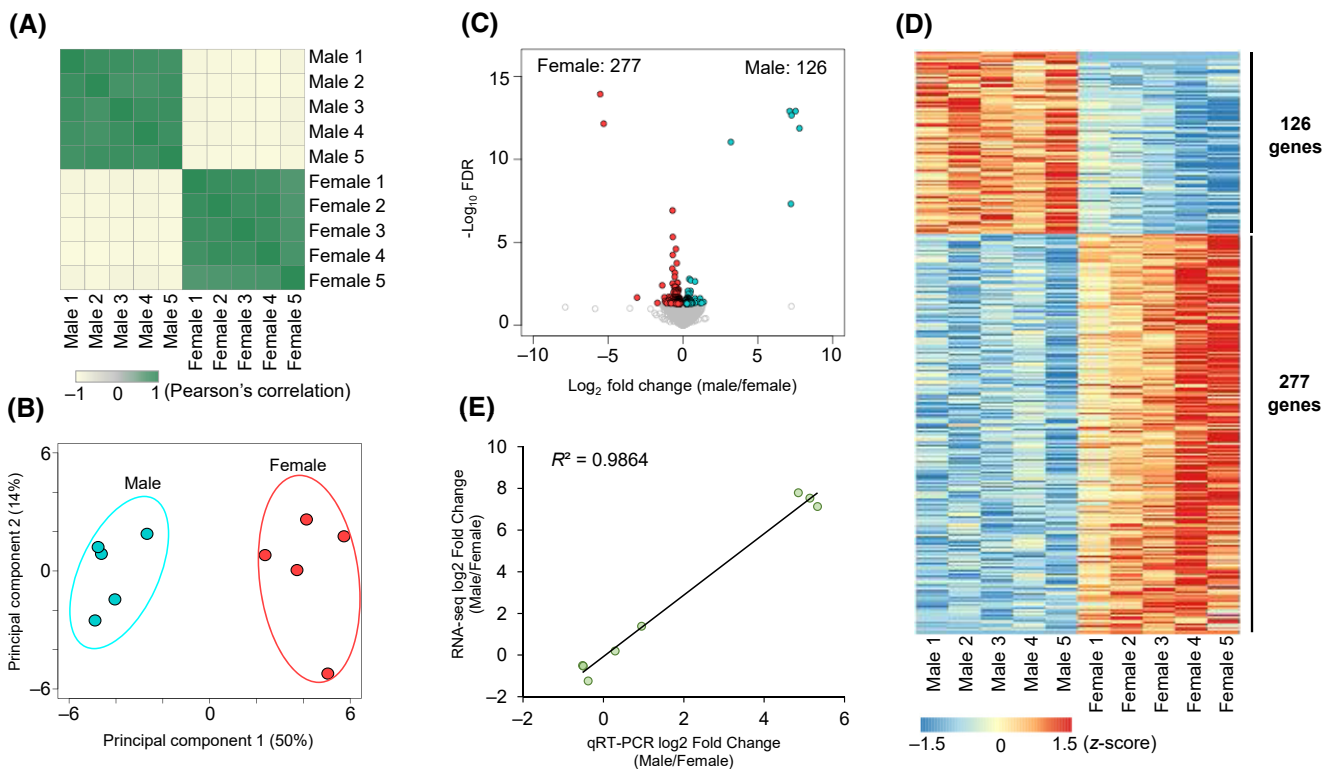 (A)
Male 1
Male 2
Male 3
Male 4
Male 5
Female 1
Female 2
Female 3
Female 4
Female 5
Male 1
Male 2
Male 3
Male 4
Male 5
Female 1
Female 2
Female 3
Female 4
Female 5
−1 0 1 (Pearson's correlation)
(B)
Principal component 2 (14%)
6
0
−6
Male
Female
−6 0 6
Principal component 1 (50%)
(C)
-Log10 FDR
15
10
5
2
0
Female: 277 Male: 126
−10 −5 0 5 10
Log2 fold change (male/female)
(E)
RNA-seq log2 Fold Change
(Male/Female)
10
8
6
4
2
0
−2
R² = 0.9864
−2 0 2 4 6
qRT-PCR log2 Fold Change
(Male/Female)
(D)
126
genes
277
genes
Male 1
Male 2
Male 3
Male 4
Male 5
Female 1
Female 2
Female 3
Female 4
Female 5
−1.5 0 1.5 (z-score)